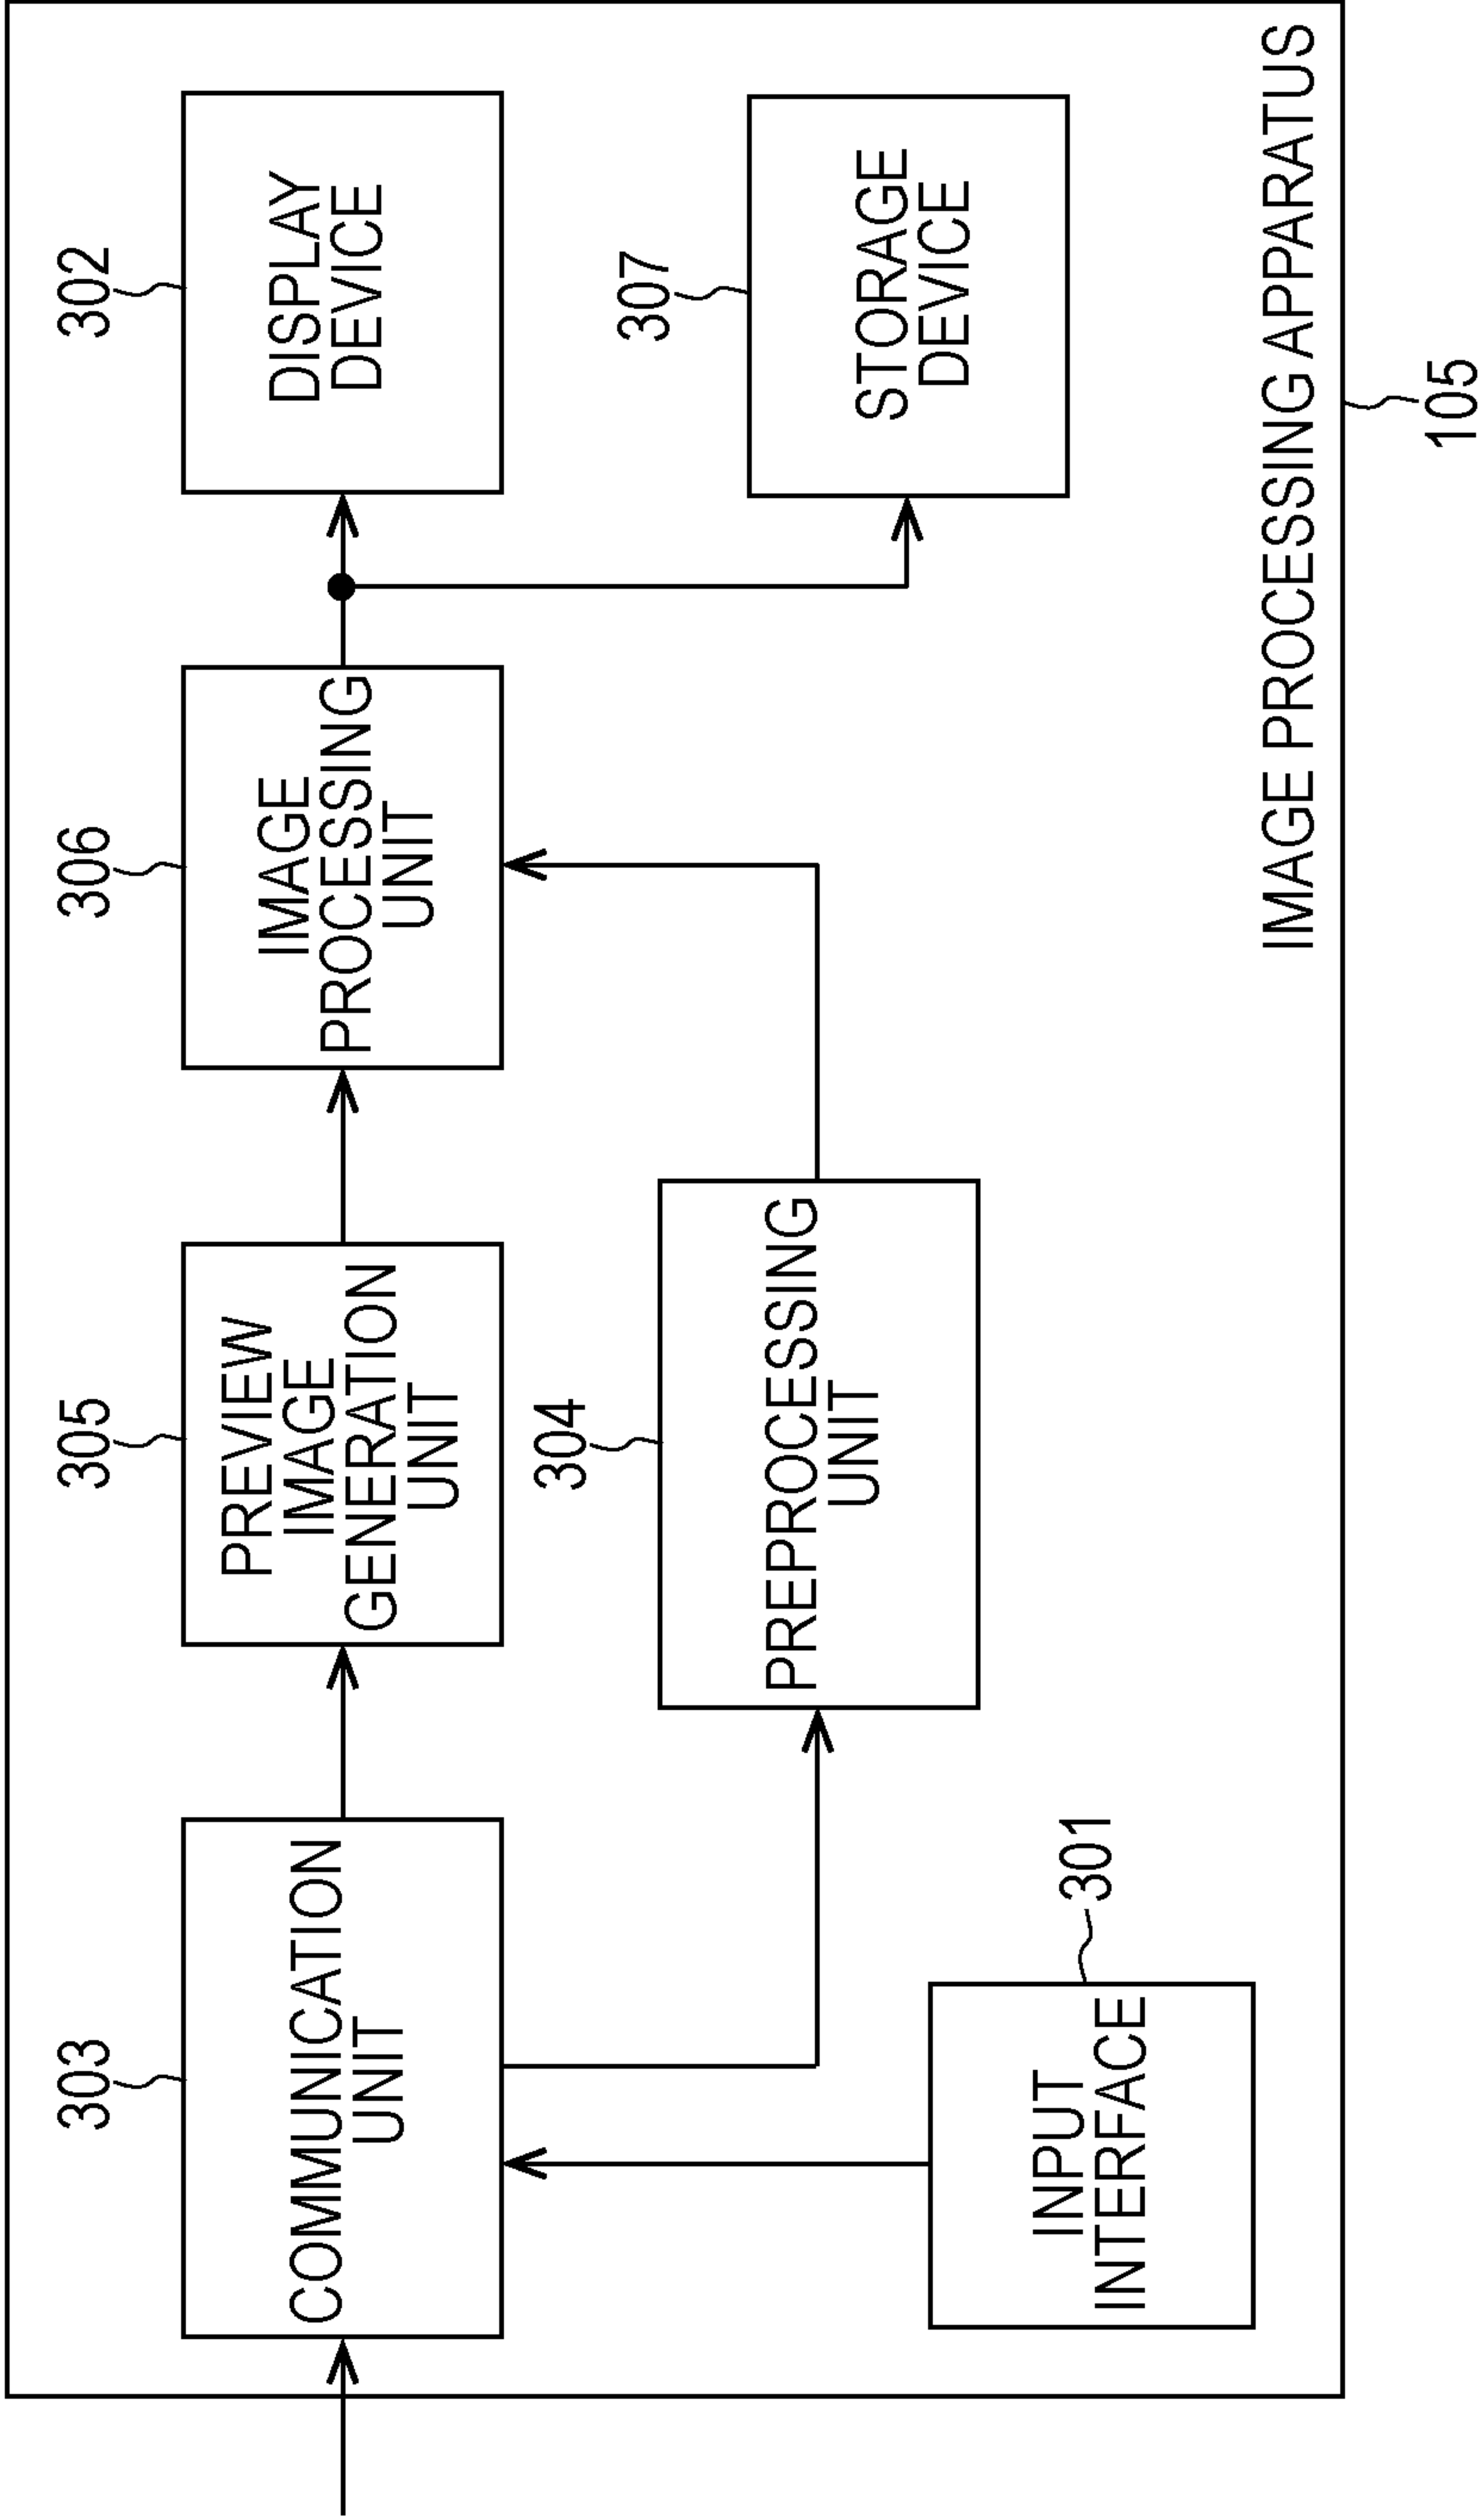 303
COMMUNICATION
UNIT
305
PREVIEW
IMAGE
GENERATION
UNIT
306
IMAGE
PROCESSING
UNIT
302
DISPLAY
DEVICE
304
PREPROCESSING
UNIT
307
STORAGE
DEVICE
301
INPUT
INTERFACE
IMAGE PROCESSING APPARATUS
105